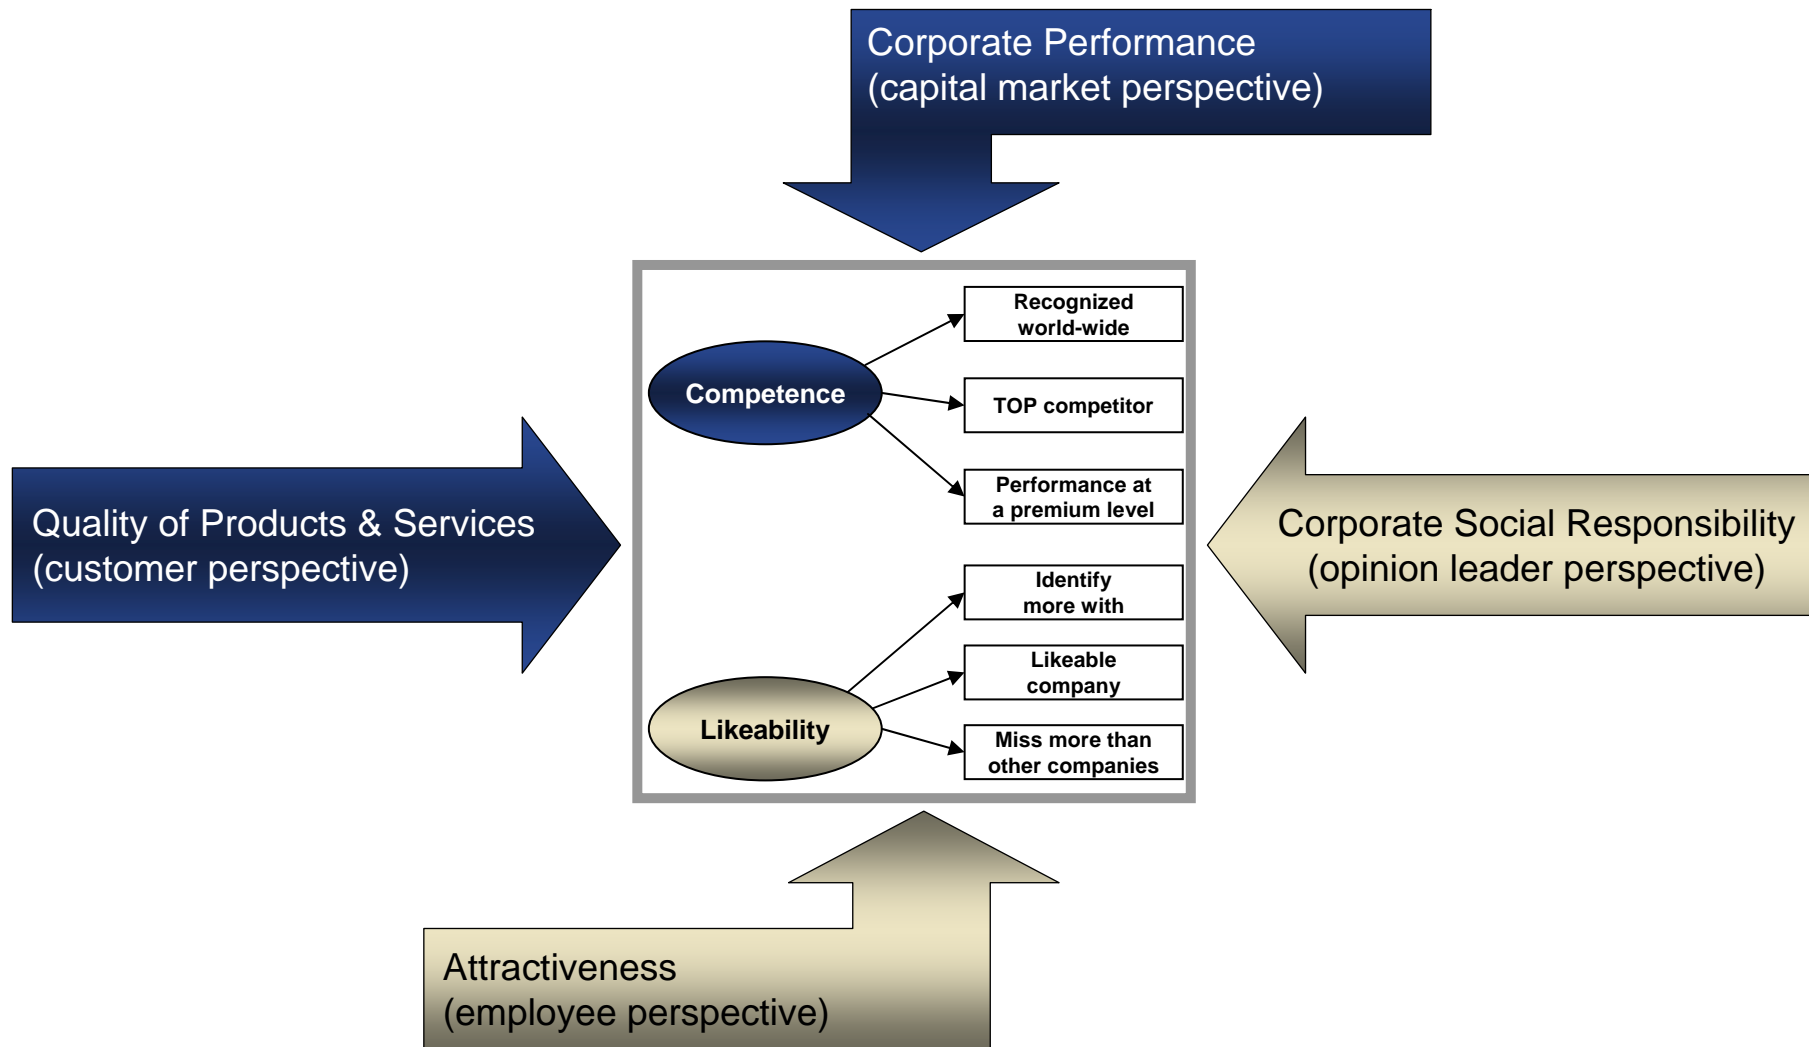 Corporate Performance
(capital market perspective)
Recognized
world-wide
Competence
TOP competitor
Performance at
a premium level
Quality of Products & Services
(customer perspective)
Corporate Social Responsibility
(opinion leader perspective)
Identify
more with
Likeable
company
Likeability
Miss more than
other companies
Attractiveness
(employee perspective)